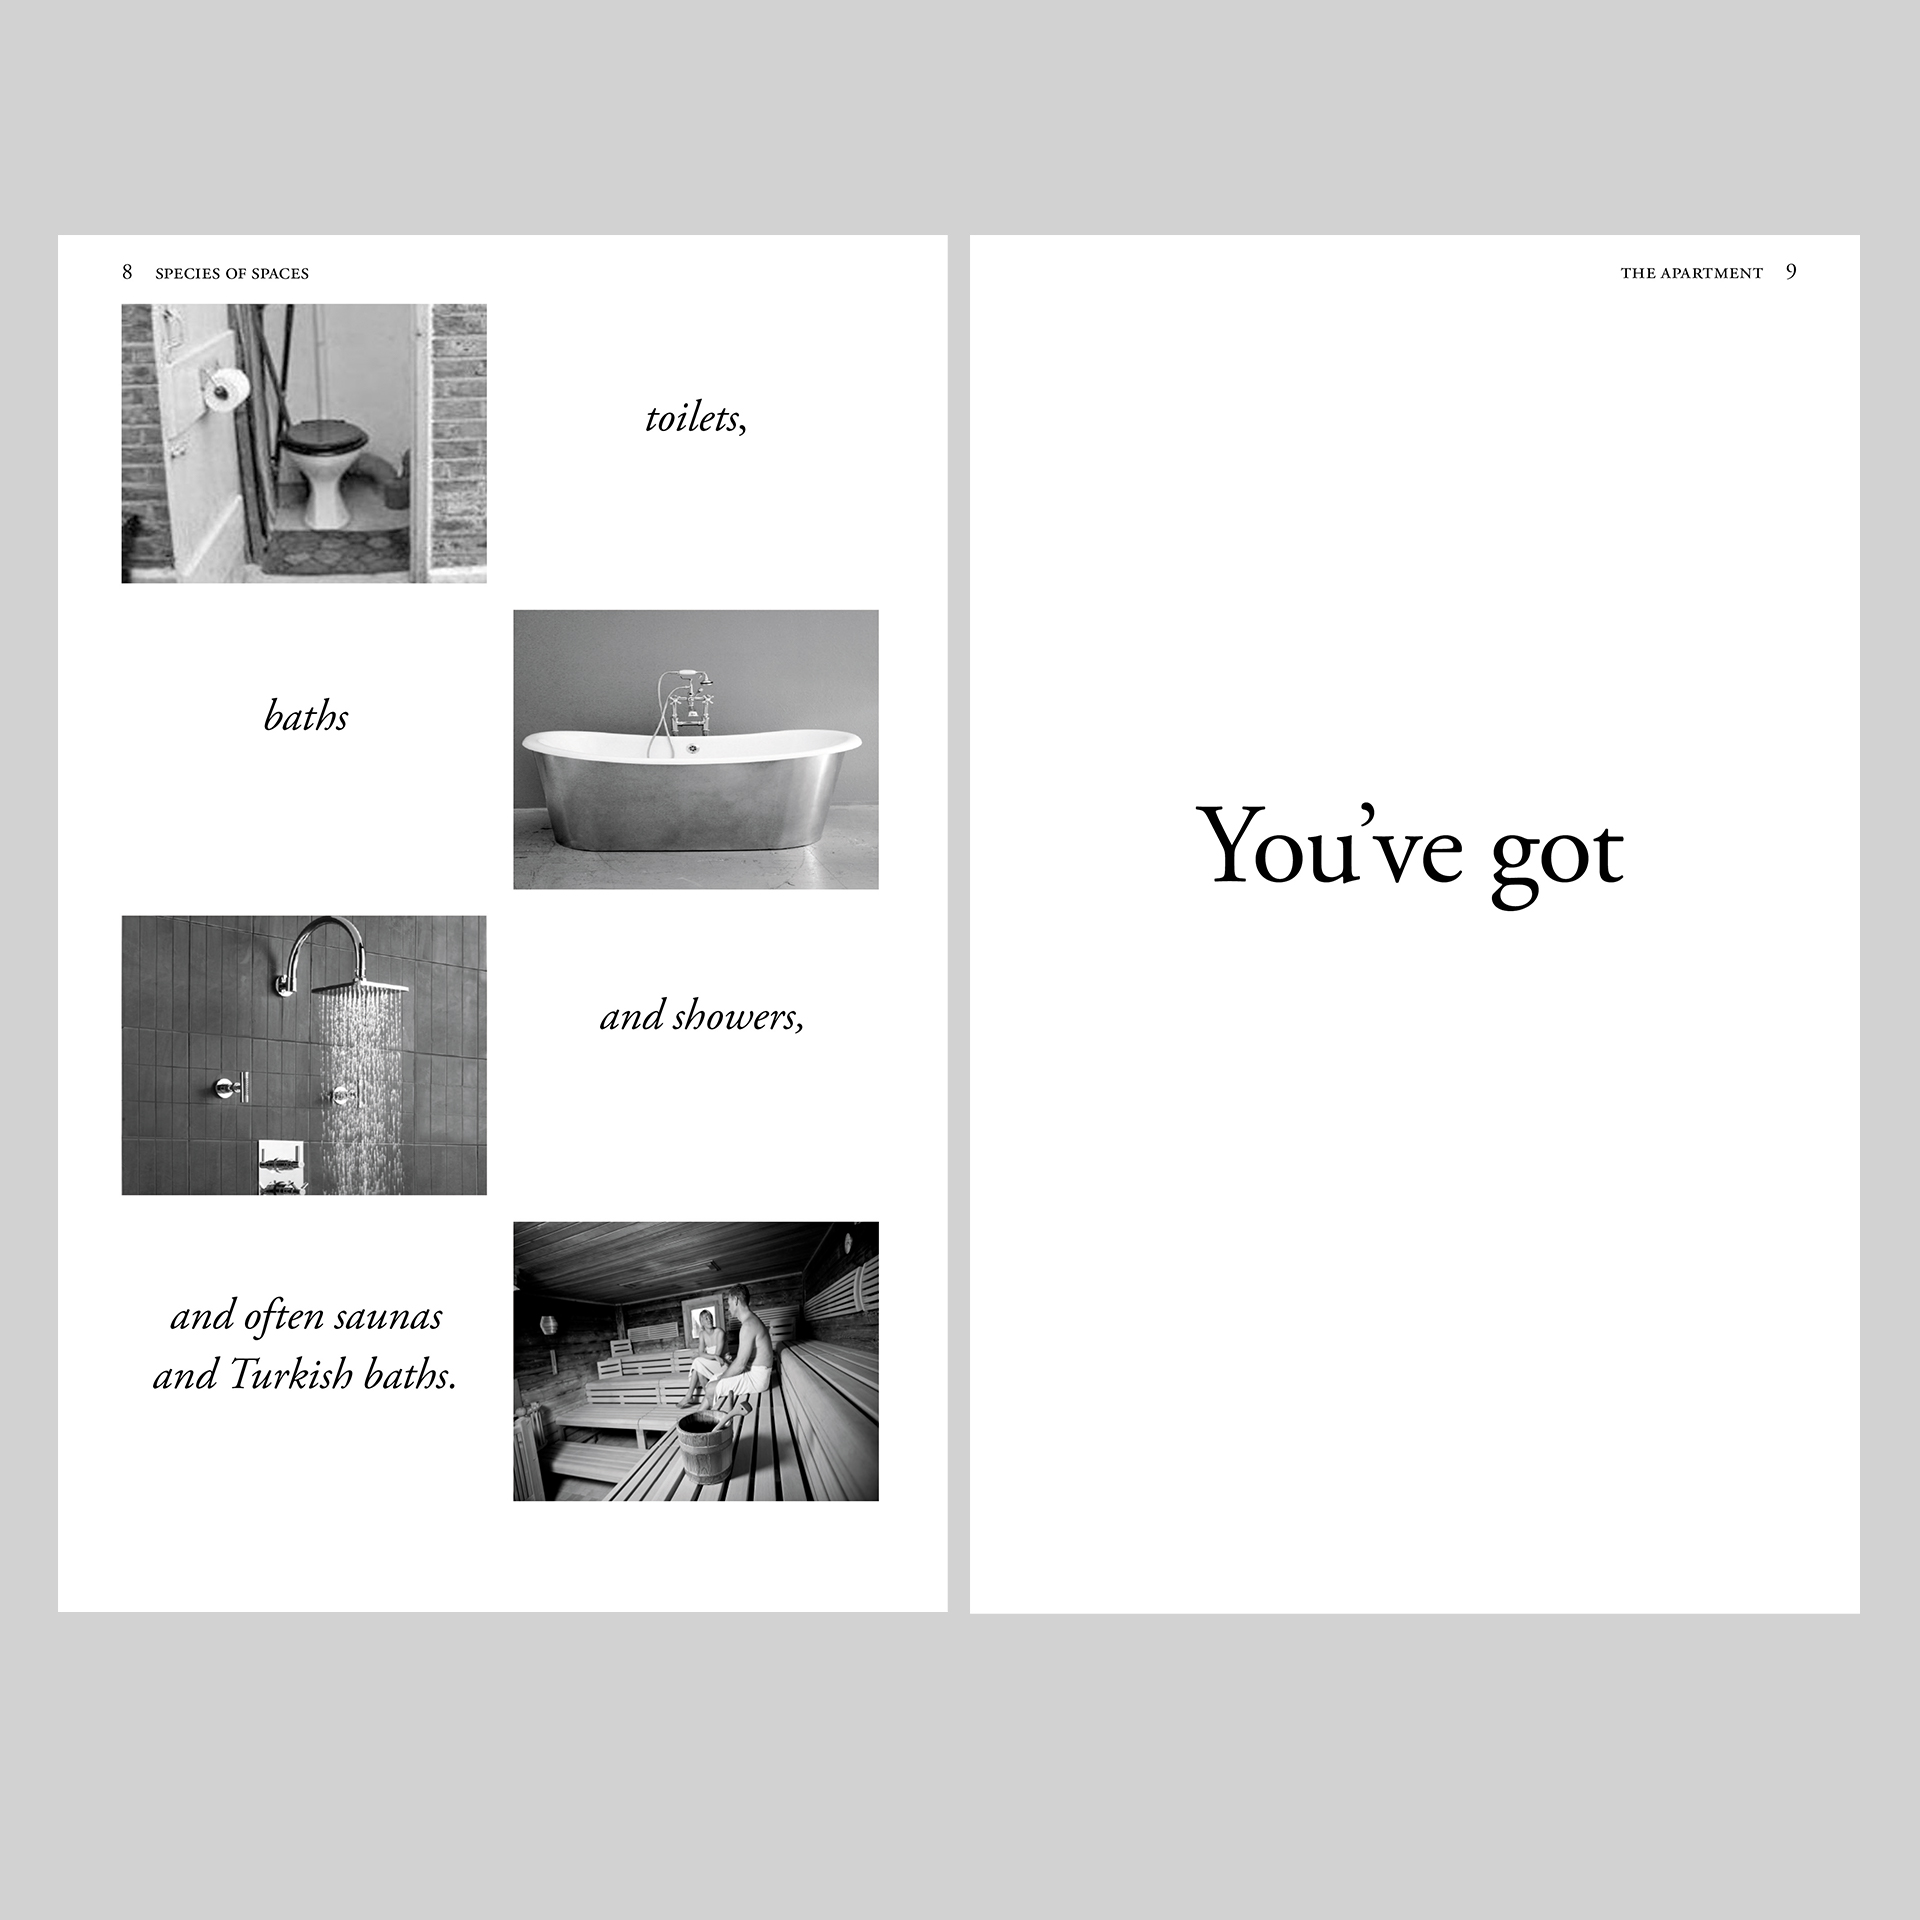 8 SPECIES OF SPACES
toilets,
baths
and showers,
and often saunas
and Turkish baths.
THE APARTMENT 9
You’ve got